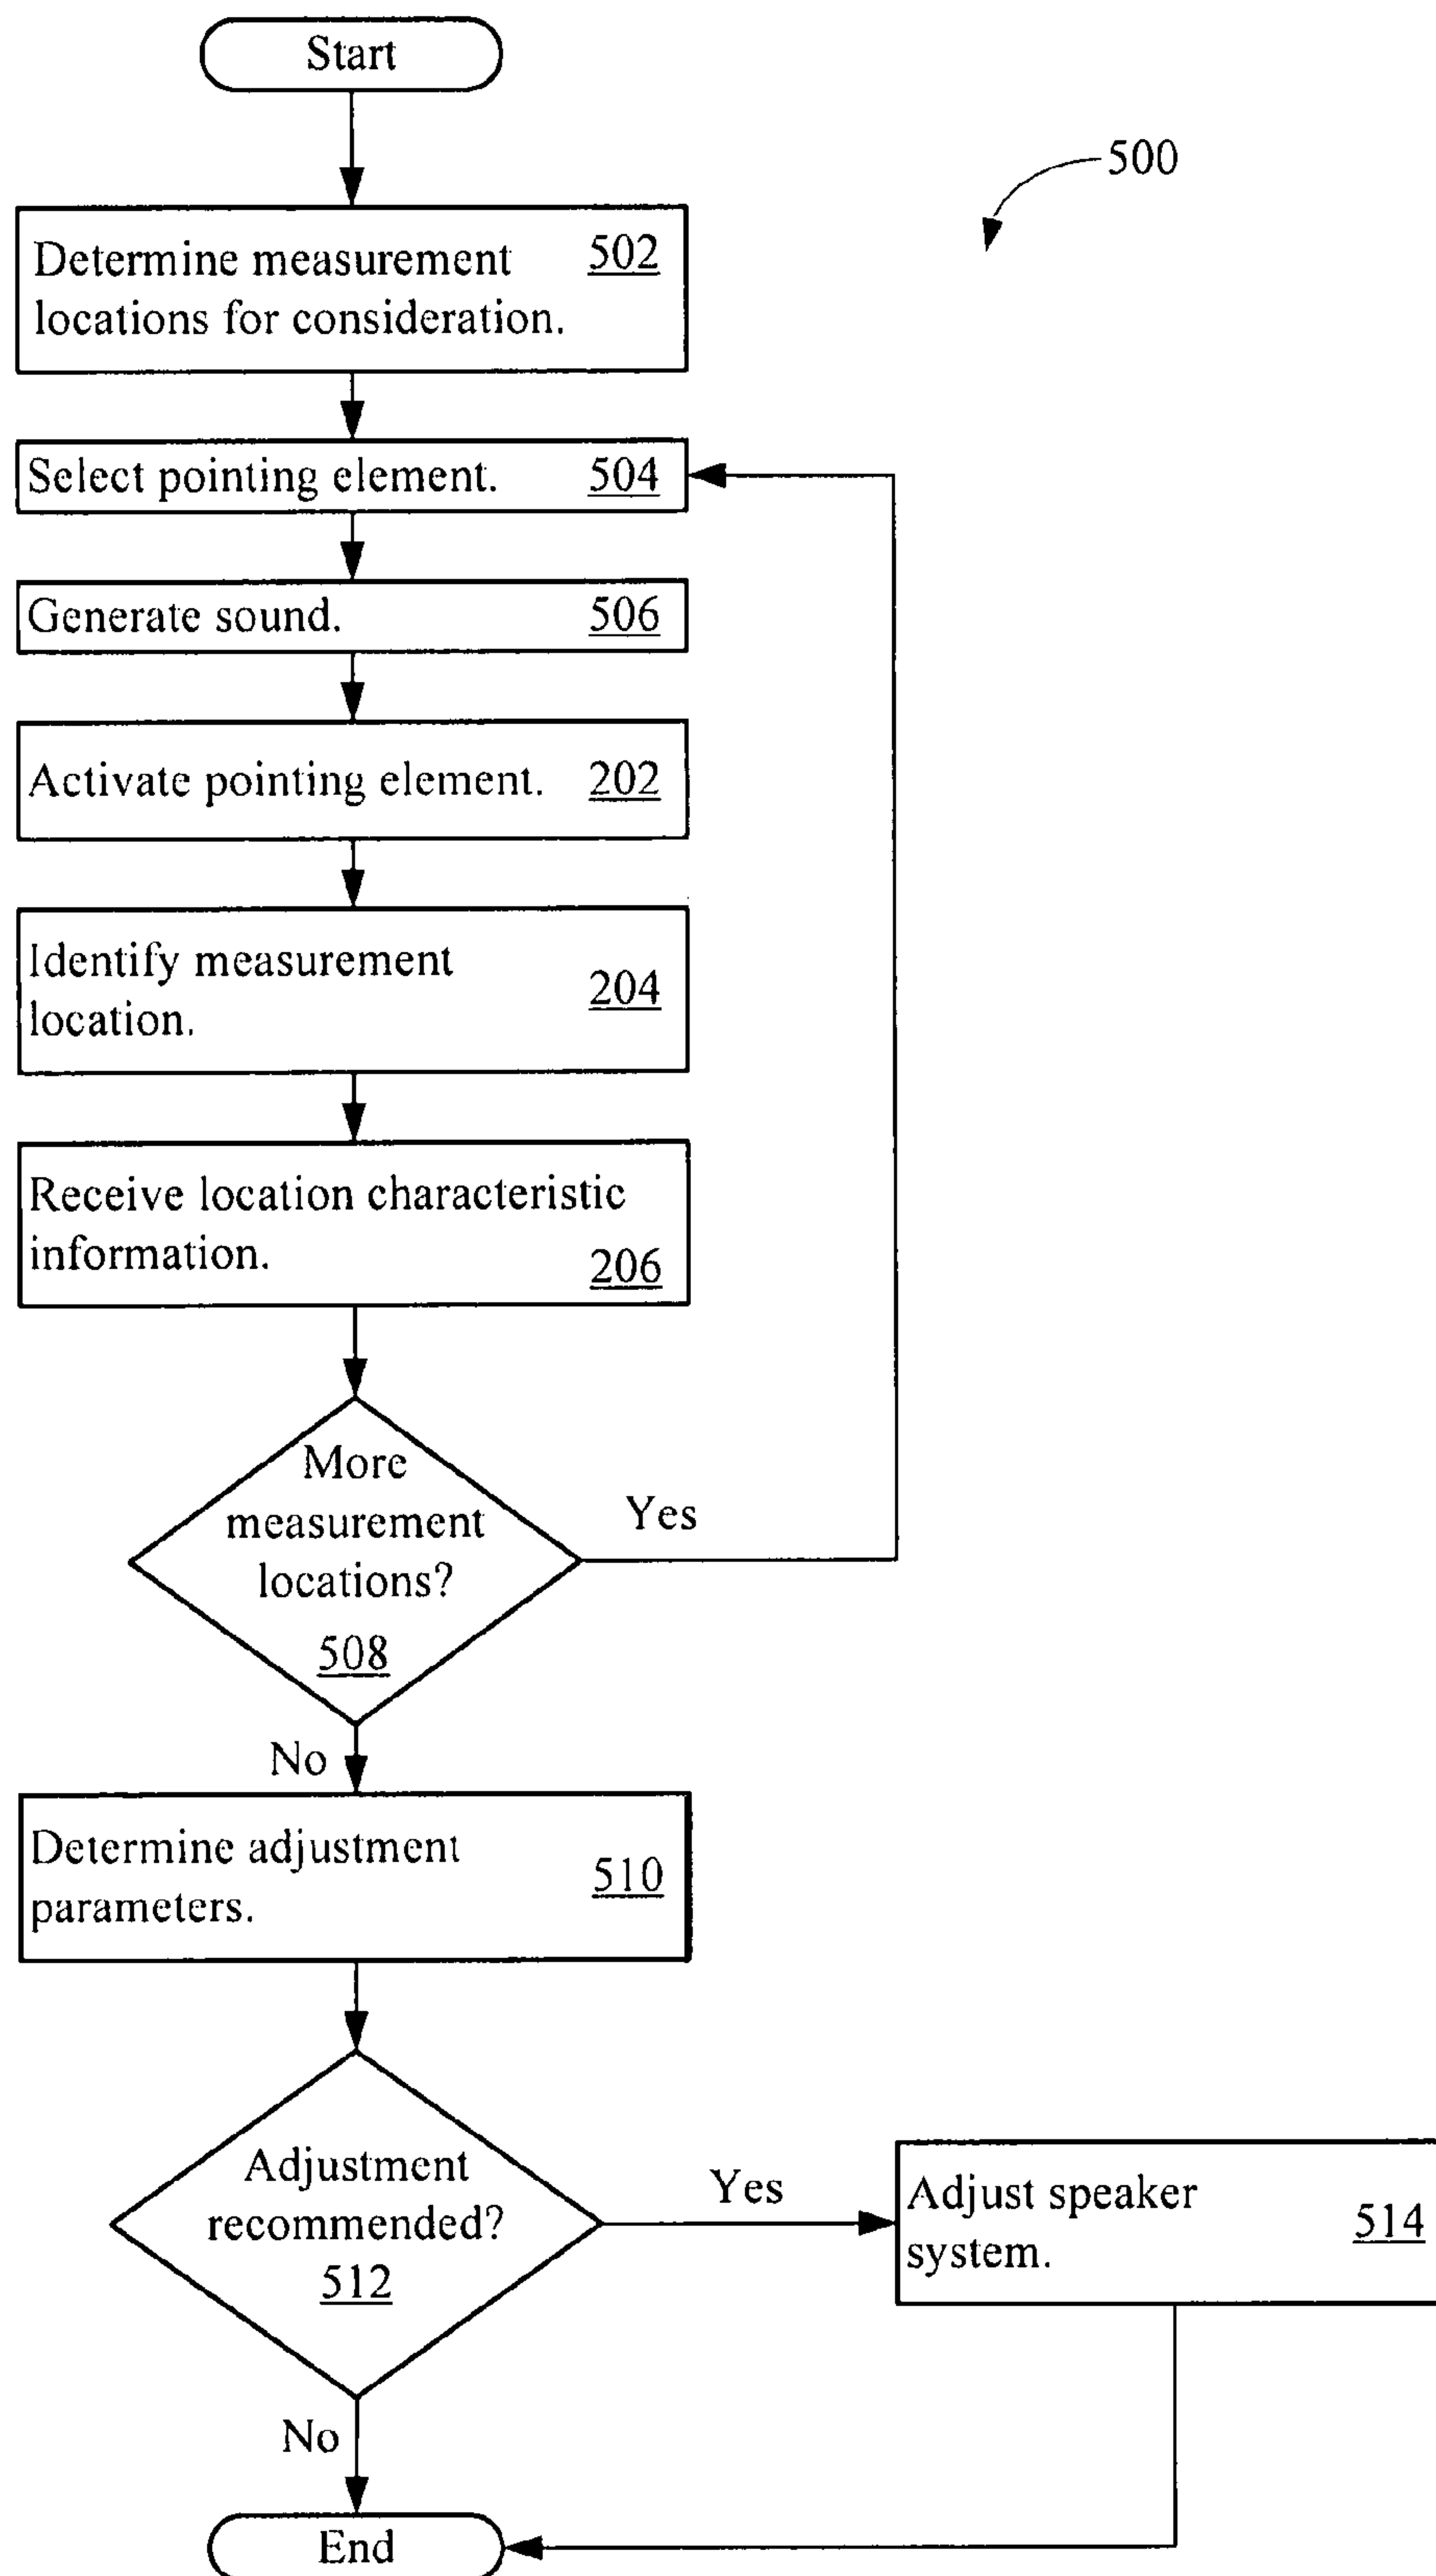 Start
500
Determine measurement 502
locations for consideration.
Select pointing element. 504
Generate sound. 506
Activate pointing element. 202
Identify measurement
location. 204
Receive location characteristic
information. 206
More
measurement
locations?
508
Yes
No
Determine adjustment
parameters. 510
Adjustment
recommended?
512
Yes
Adjust speaker
system. 514
No
End